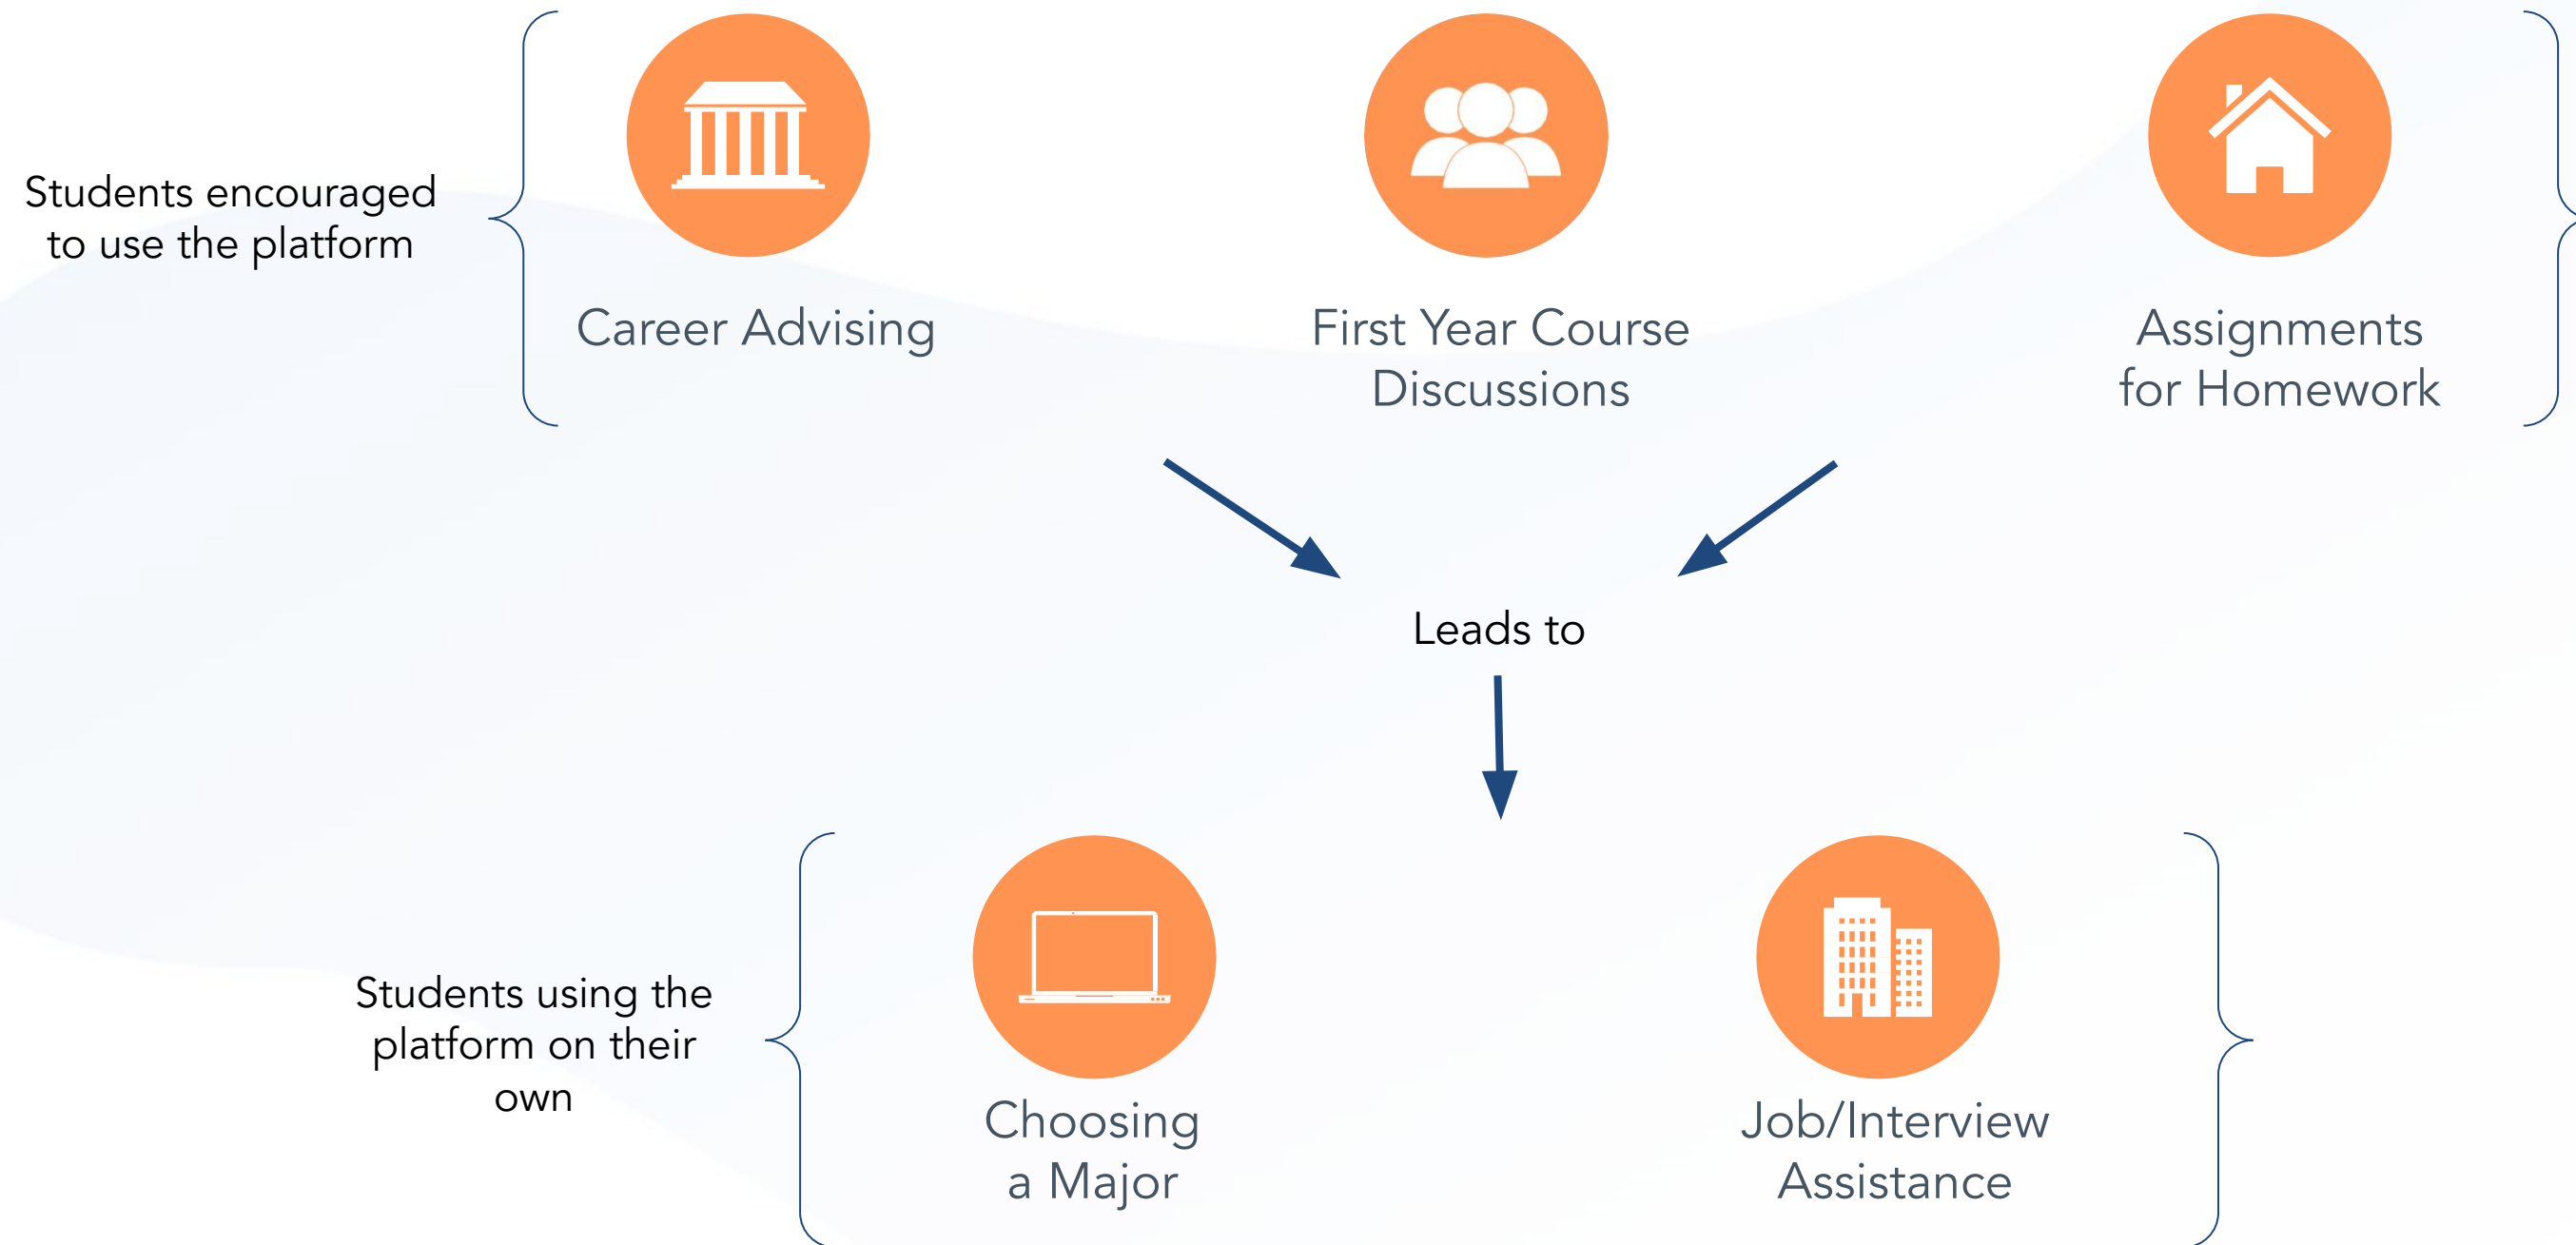 Students encouraged
to use the platform
Career Advising
First Year Course
Discussions
Assignments
for Homework
Leads to
Students using the
platform on their
own
Choosing
a Major
Job/Interview
Assistance